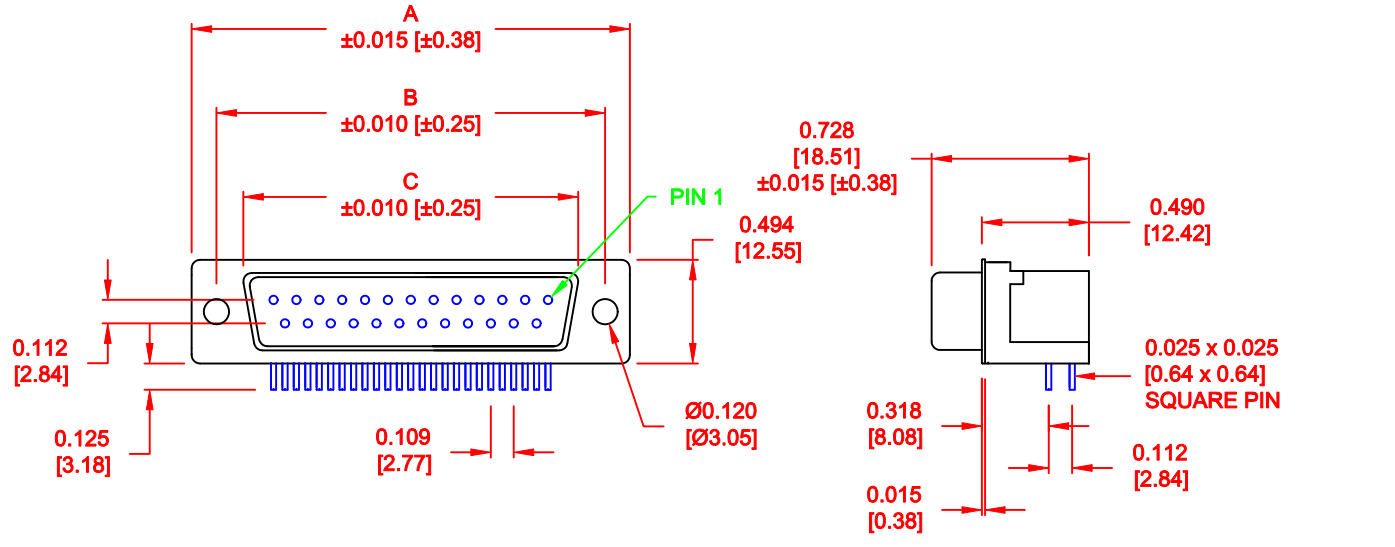 A
±0.015 [±0.38]
B
±0.010 [±0.25]
C
±0.010 [±0.25]
PIN 1
0.494
[12.55]
0.112
[2.84]
0.125
[3.18]
0.109
[2.77]
Ø0.120
[Ø3.05]
0.728
[18.51]
±0.015 [±0.38]
0.490
[12.42]
0.025 x 0.025
[0.64 x 0.64]
SQUARE PIN
0.318
[8.08]
0.112
[2.84]
0.015
[0.38]